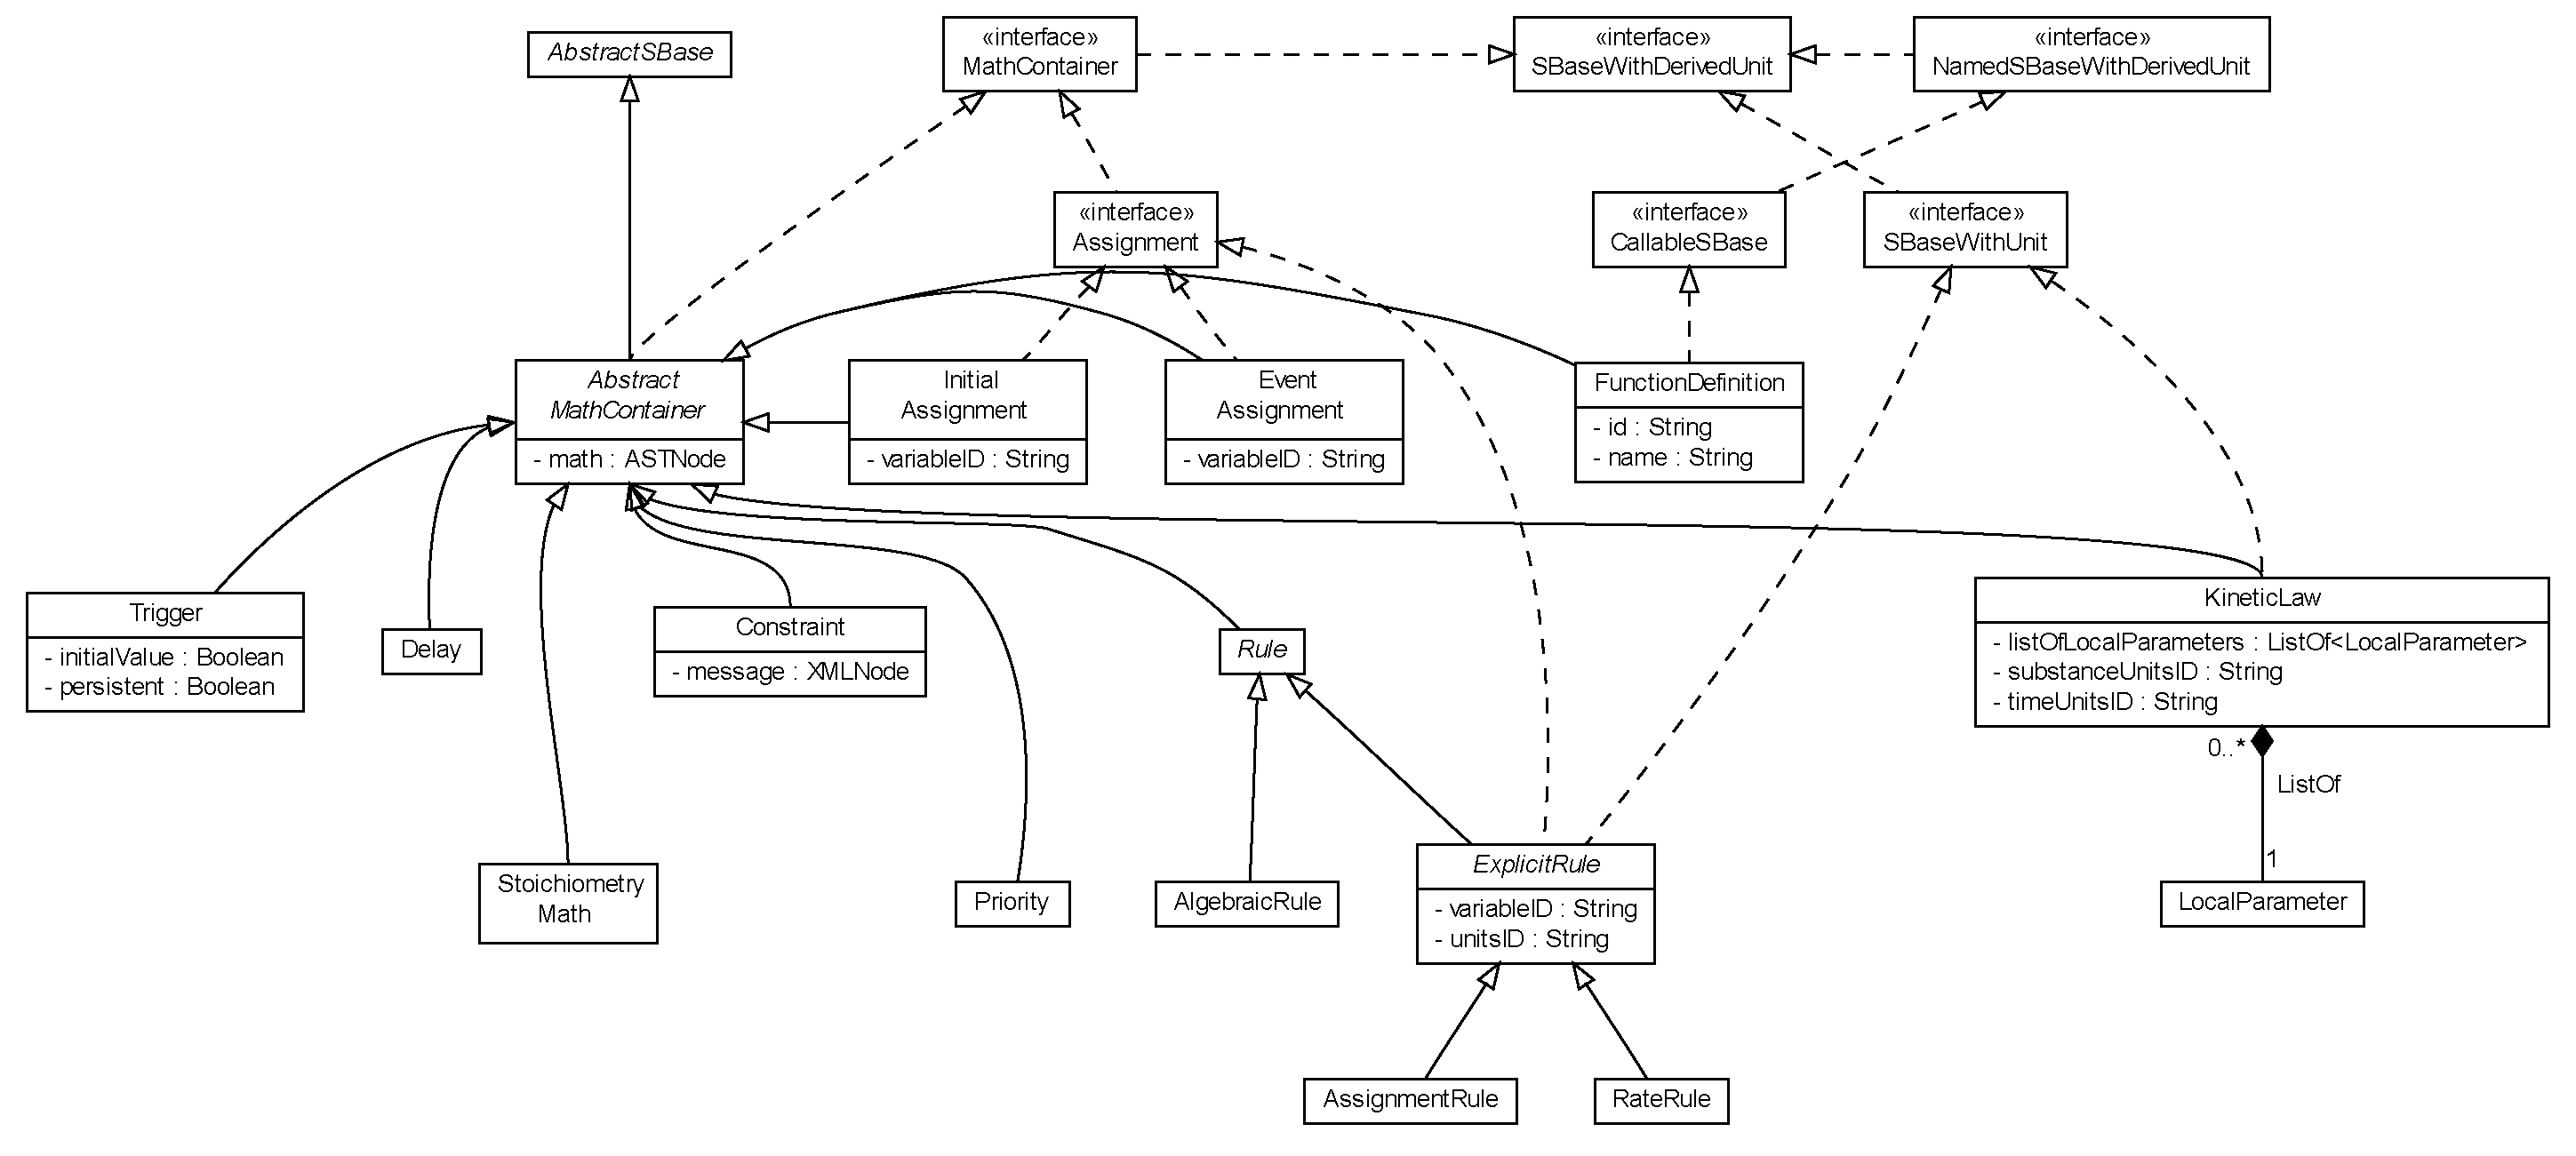 AbstractSBase
«interface»
MathContainer
«interface»
SBaseWithDerivedUnit
«interface»
NamedSBaseWithDerivedUnit
«interface»
Assignment
«interface»
CallableSBase
«interface»
SBaseWithUnit
Abstract
MathContainer
- math : ASTNode
Initial
Assignment
- variableID : String
Event
Assignment
- variableID : String
FunctionDefinition
- id : String
- name : String
Trigger
- initialValue : Boolean
- persistent : Boolean
Delay
Constraint
- message : XMLNode
Rule
KineticLaw
- listOfLocalParameters : ListOf<LocalParameter>
- substanceUnitsID : String
- timeUnitsID : String
0..*
ListOf
1
Stoichiometry
Math
Priority
AlgebraicRule
ExplicitRule
- variableID : String
- unitsID : String
LocalParameter
AssignmentRule
RateRule